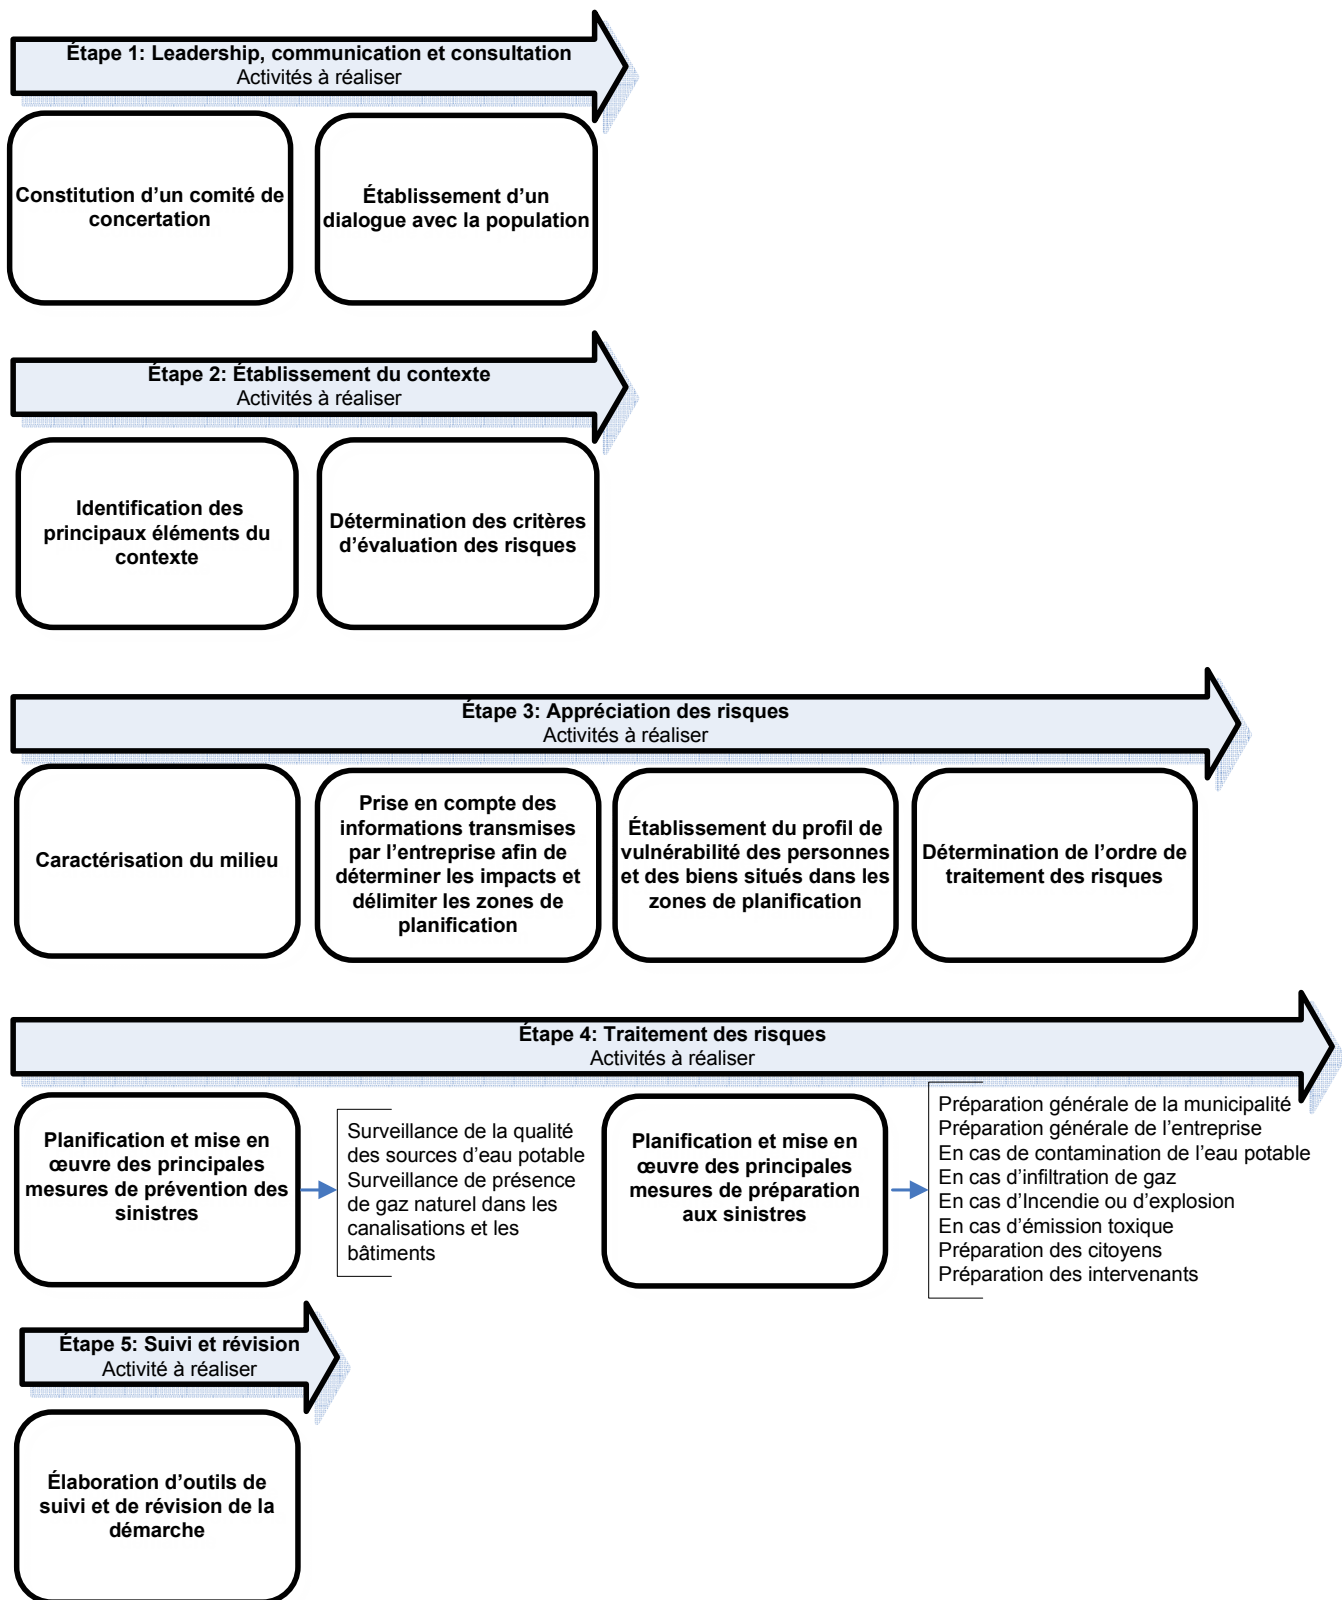 Étape 1: Leadership, communication et consultation
Activités à réaliser
Constitution d’un comité de
concertation
Établissement d’un
dialogue avec la population
Étape 2: Établissement du contexte
Activités à réaliser
Identification des
principaux éléments du
contexte
Détermination des critères
d’évaluation des risques
Étape 3: Appréciation des risques
Activités à réaliser
Caractérisation du milieu
Prise en compte des
informations transmises
par l’entreprise afin de
déterminer les impacts et
délimiter les zones de
planification
Établissement du profil de
vulnérabilité des personnes
et des biens situés dans les
zones de planification
Détermination de l’ordre de
traitement des risques
Étape 4: Traitement des risques
Activités à réaliser
Planification et mise en
œuvre des principales
mesures de prévention des
sinistres
Surveillance de la qualité
des sources d’eau potable
Surveillance de présence
de gaz naturel dans les
canalisations et les
bâtiments
Planification et mise en
œuvre des principales
mesures de préparation
aux sinistres
Préparation générale de la municipalité
Préparation générale de l’entreprise
En cas de contamination de l’eau potable
En cas d’infiltration de gaz
En cas d’Incendie ou d’explosion
En cas d’émission toxique
Préparation des citoyens
Préparation des intervenants
Étape 5: Suivi et révision
Activité à réaliser
Élaboration d’outils de
suivi et de révision de la
démarche